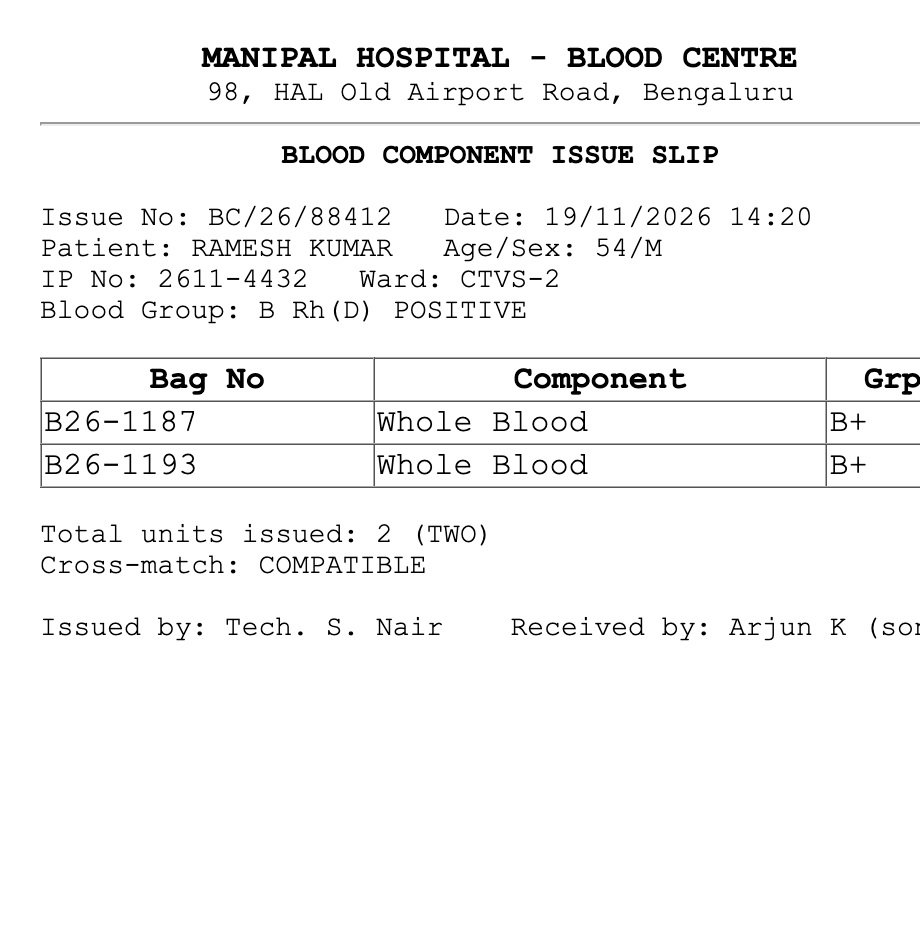 MANIPAL HOSPITAL - BLOOD CENTRE
98, HAL Old Airport Road, Bengaluru
BLOOD COMPONENT ISSUE SLIP
Issue No: BC/26/88412 Date: 19/11/2026 14:20
Patient: RAMESH KUMAR Age/Sex: 54/M
IP No: 2611-4432 Ward: CTVS-2
Blood Group: B Rh(D) POSITIVE
Bag No Component Grp
B26-1187 Whole Blood B+
B26-1193 Whole Blood B+
Total units issued: 2 (TWO)
Cross-match: COMPATIBLE
Issued by: Tech. S. Nair Received by: Arjun K